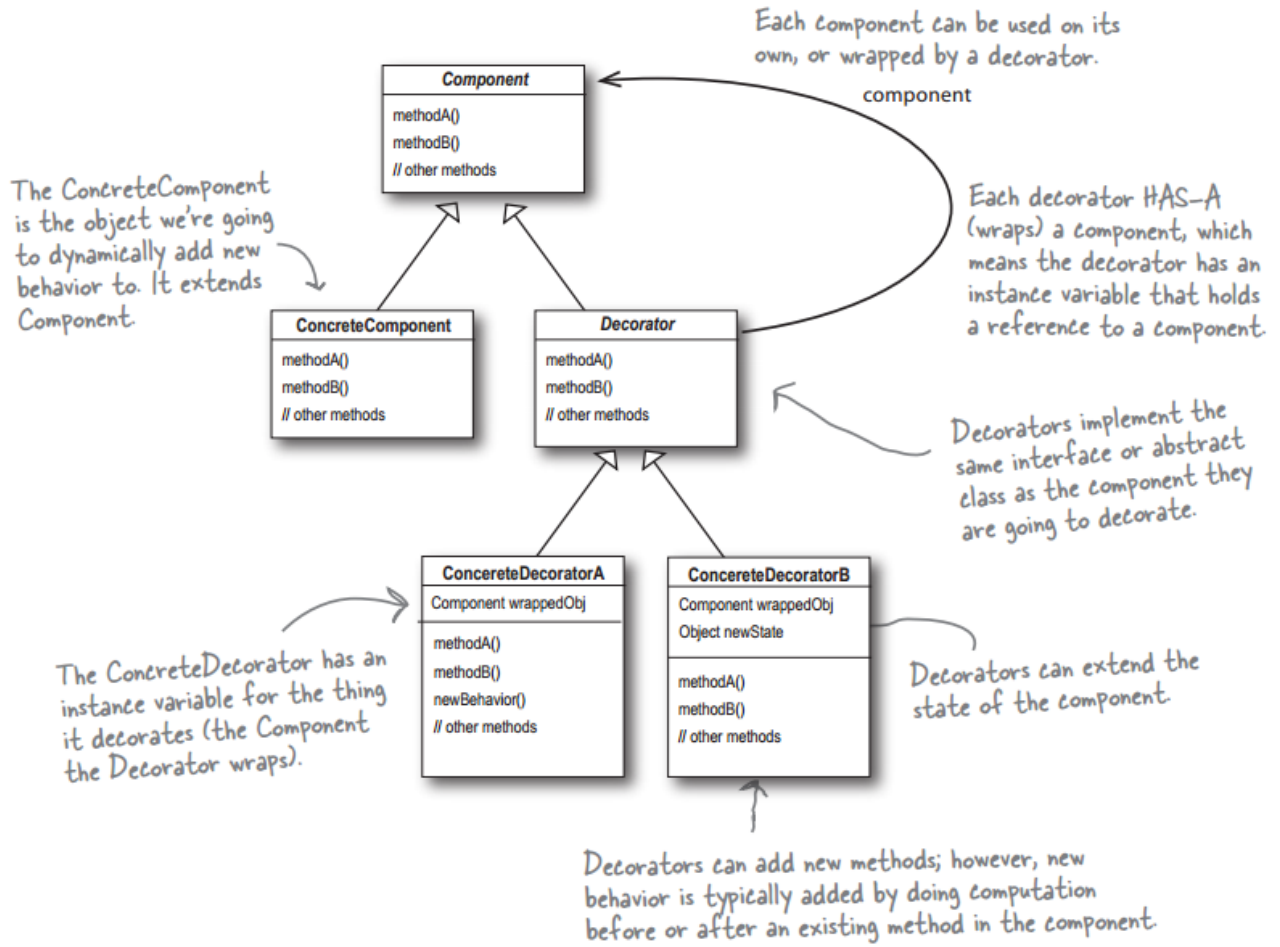 Each component can be used on its
own, or wrapped by a decorator.
component
Component
methodA()
methodB()
// other methods
The ConcreteComponent
is the object we're going
to dynamically add new
behavior to. It extends
Component.
Each decorator HAS-A
(wraps) a component, which
means the decorator has an
instance variable that holds
a reference to a component.
ConcreteComponent
methodA()
methodB()
// other methods
Decorator
methodA()
methodB()
// other methods
Decorators implement the
same interface or abstract
class as the component they
are going to decorate.
ConcereteDecoratorA
Component wrappedObj
methodA()
methodB()
newBehavior()
// other methods
ConcereteDecoratorB
Component wrappedObj
Object newState
methodA()
methodB()
// other methods
The ConcreteDecorator has an
instance variable for the thing
it decorates (the Component
the Decorator wraps).
Decorators can extend the
state of the component.
Decorators can add new methods; however, new
behavior is typically added by doing computation
before or after an existing method in the component.